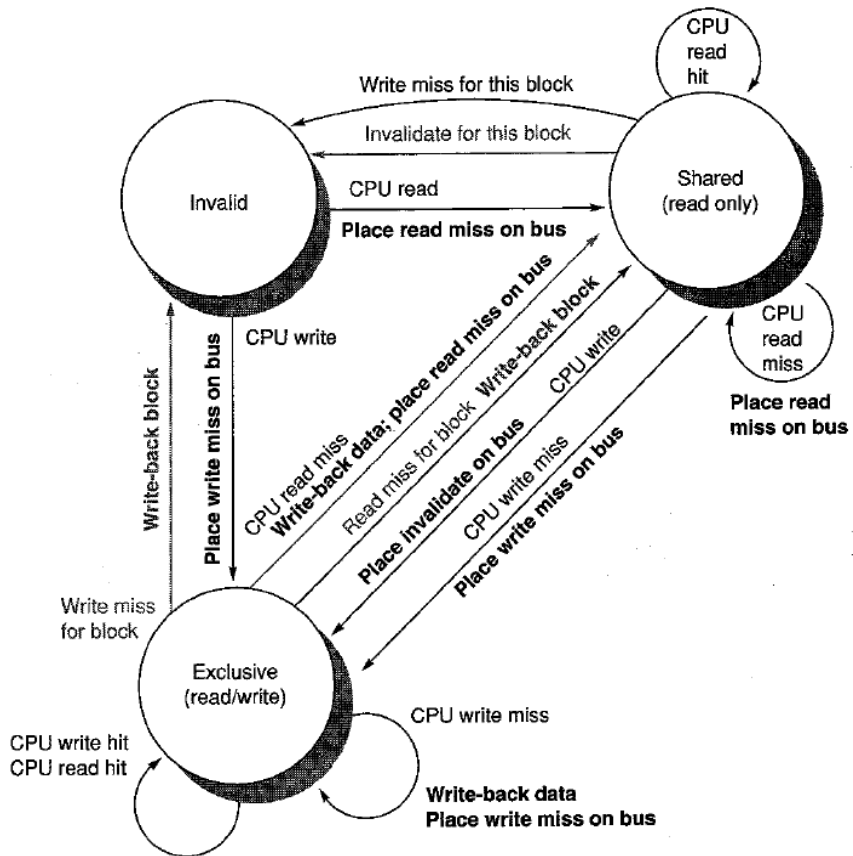 CPU
read
hit
Write miss for this block
Invalidate for this block
Invalid
Shared
(read only)
CPU read
Place read miss on bus
CPU write
Place write miss on bus
Write-back block
CPU read miss
Write-back data; place read miss on bus
Read miss for block Write-back block
CPU write
Place invalidate on bus
CPU write miss
Place write miss on bus
CPU
read
miss
Place read
miss on bus
Write miss
for block
Exclusive
(read/write)
CPU write hit
CPU read hit
CPU write miss
Write-back data
Place write miss on bus